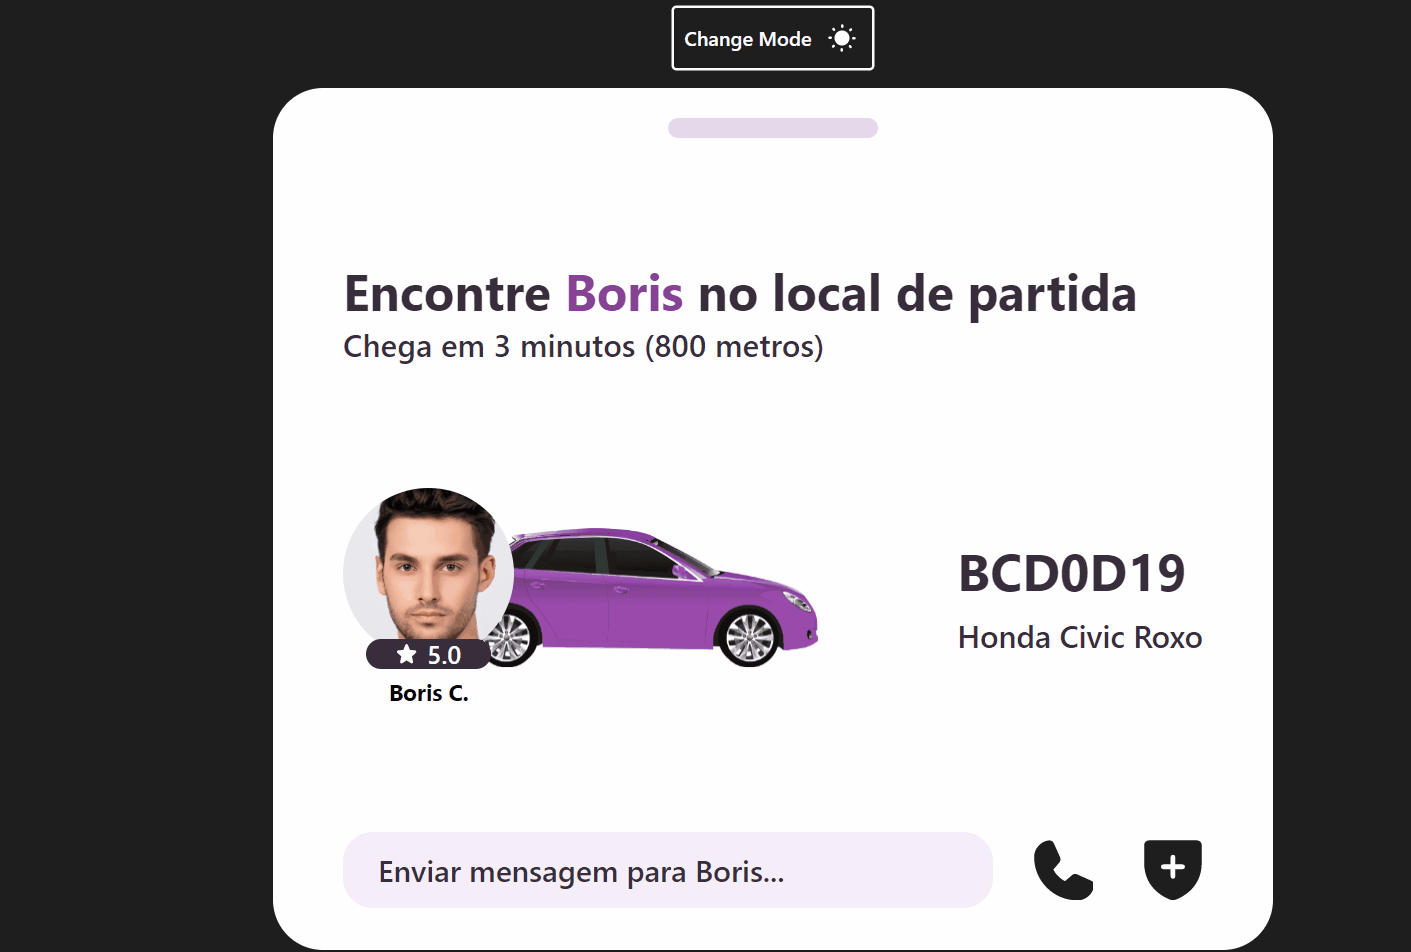 Change Mode
Encontre Boris no local de partida
Chega em 3 minutos (800 metros)
BCD0D19
Honda Civic Roxo
5.0
Boris C.
Enviar mensagem para Boris...